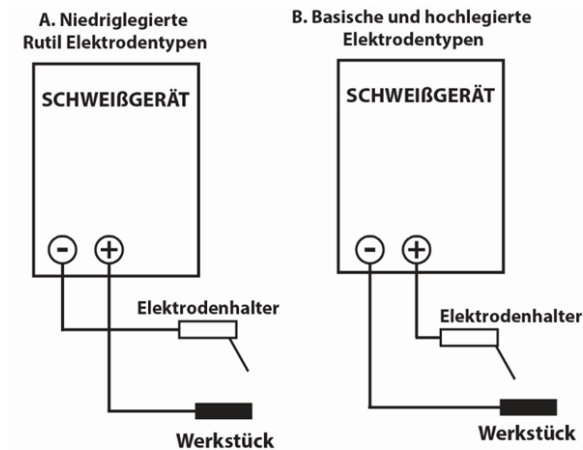 A. Niedriglegierte
Rutil Elektrodentypen
SCHWEIßGERÄT
- +
Elektrodenhalter
Werkstück
B. Basische und hochlegierte
Elektrodentypen
SCHWEIßGERÄT
- +
Elektrodenhalter
Werkstück